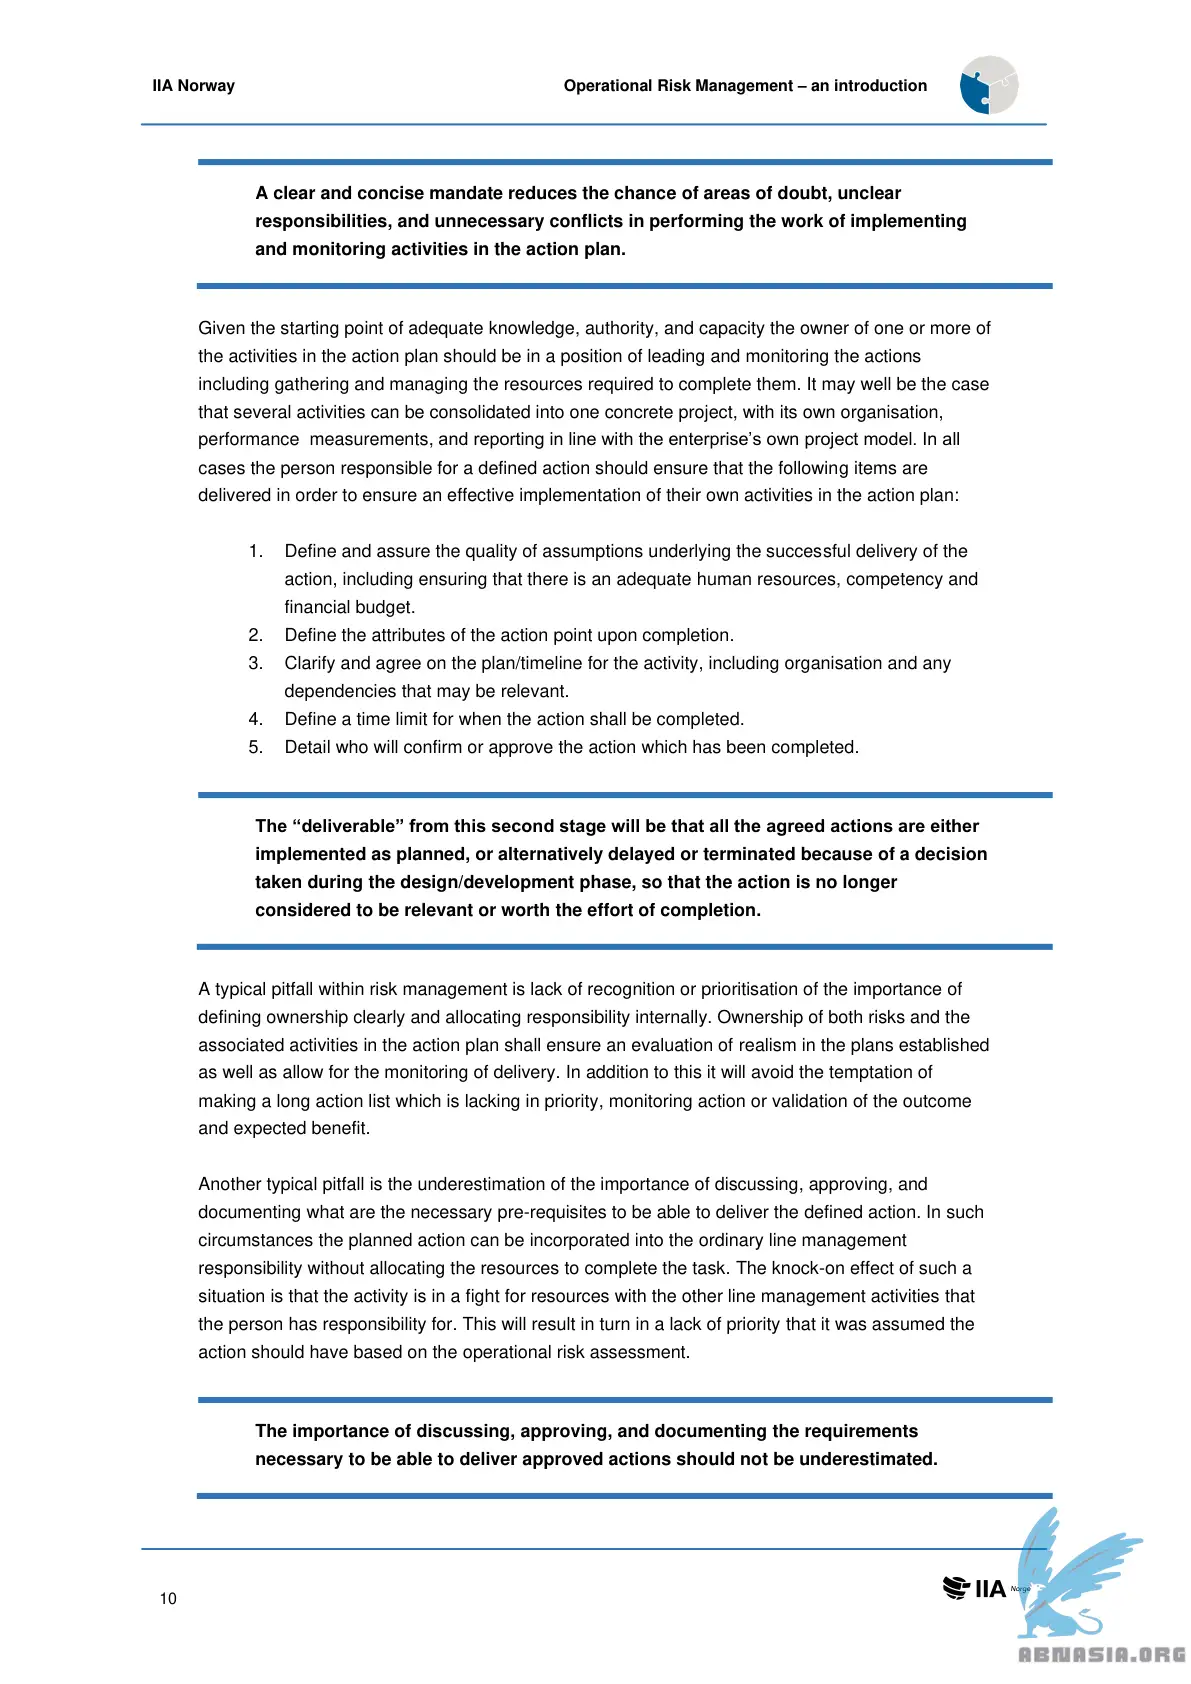 IIA Norway
Operational Risk Management – an introduction
A clear and concise mandate reduces the chance of areas of doubt, unclear
responsibilities, and unnecessary conflicts in performing the work of implementing
and monitoring activities in the action plan.
Given the starting point of adequate knowledge, authority, and capacity the owner of one or more of
the activities in the action plan should be in a position of leading and monitoring the actions
including gathering and managing the resources required to complete them. It may well be the case
that several activities can be consolidated into one concrete project, with its own organisation,
performance  measurements, and reporting in line with the enterprise’s own project model. In all
cases the person responsible for a defined action should ensure that the following items are
delivered in order to ensure an effective implementation of their own activities in the action plan:
1. Define and assure the quality of assumptions underlying the successful delivery of the
action, including ensuring that there is an adequate human resources, competency and
financial budget.
2. Define the attributes of the action point upon completion.
3. Clarify and agree on the plan/timeline for the activity, including organisation and any
dependencies that may be relevant.
4. Define a time limit for when the action shall be completed.
5. Detail who will confirm or approve the action which has been completed.
The “deliverable” from this second stage will be that all the agreed actions are either
implemented as planned, or alternatively delayed or terminated because of a decision
taken during the design/development phase, so that the action is no longer
considered to be relevant or worth the effort of completion.
A typical pitfall within risk management is lack of recognition or prioritisation of the importance of
defining ownership clearly and allocating responsibility internally. Ownership of both risks and the
associated activities in the action plan shall ensure an evaluation of realism in the plans established
as well as allow for the monitoring of delivery. In addition to this it will avoid the temptation of
making a long action list which is lacking in priority, monitoring action or validation of the outcome
and expected benefit.
Another typical pitfall is the underestimation of the importance of discussing, approving, and
documenting what are the necessary pre-requisites to be able to deliver the defined action. In such
circumstances the planned action can be incorporated into the ordinary line management
responsibility without allocating the resources to complete the task. The knock-on effect of such a
situation is that the activity is in a fight for resources with the other line management activities that
the person has responsibility for. This will result in turn in a lack of priority that it was assumed the
action should have based on the operational risk assessment.
The importance of discussing, approving, and documenting the requirements
necessary to be able to deliver approved actions should not be underestimated.
10
IIA Norge
ABNASIA.ORG